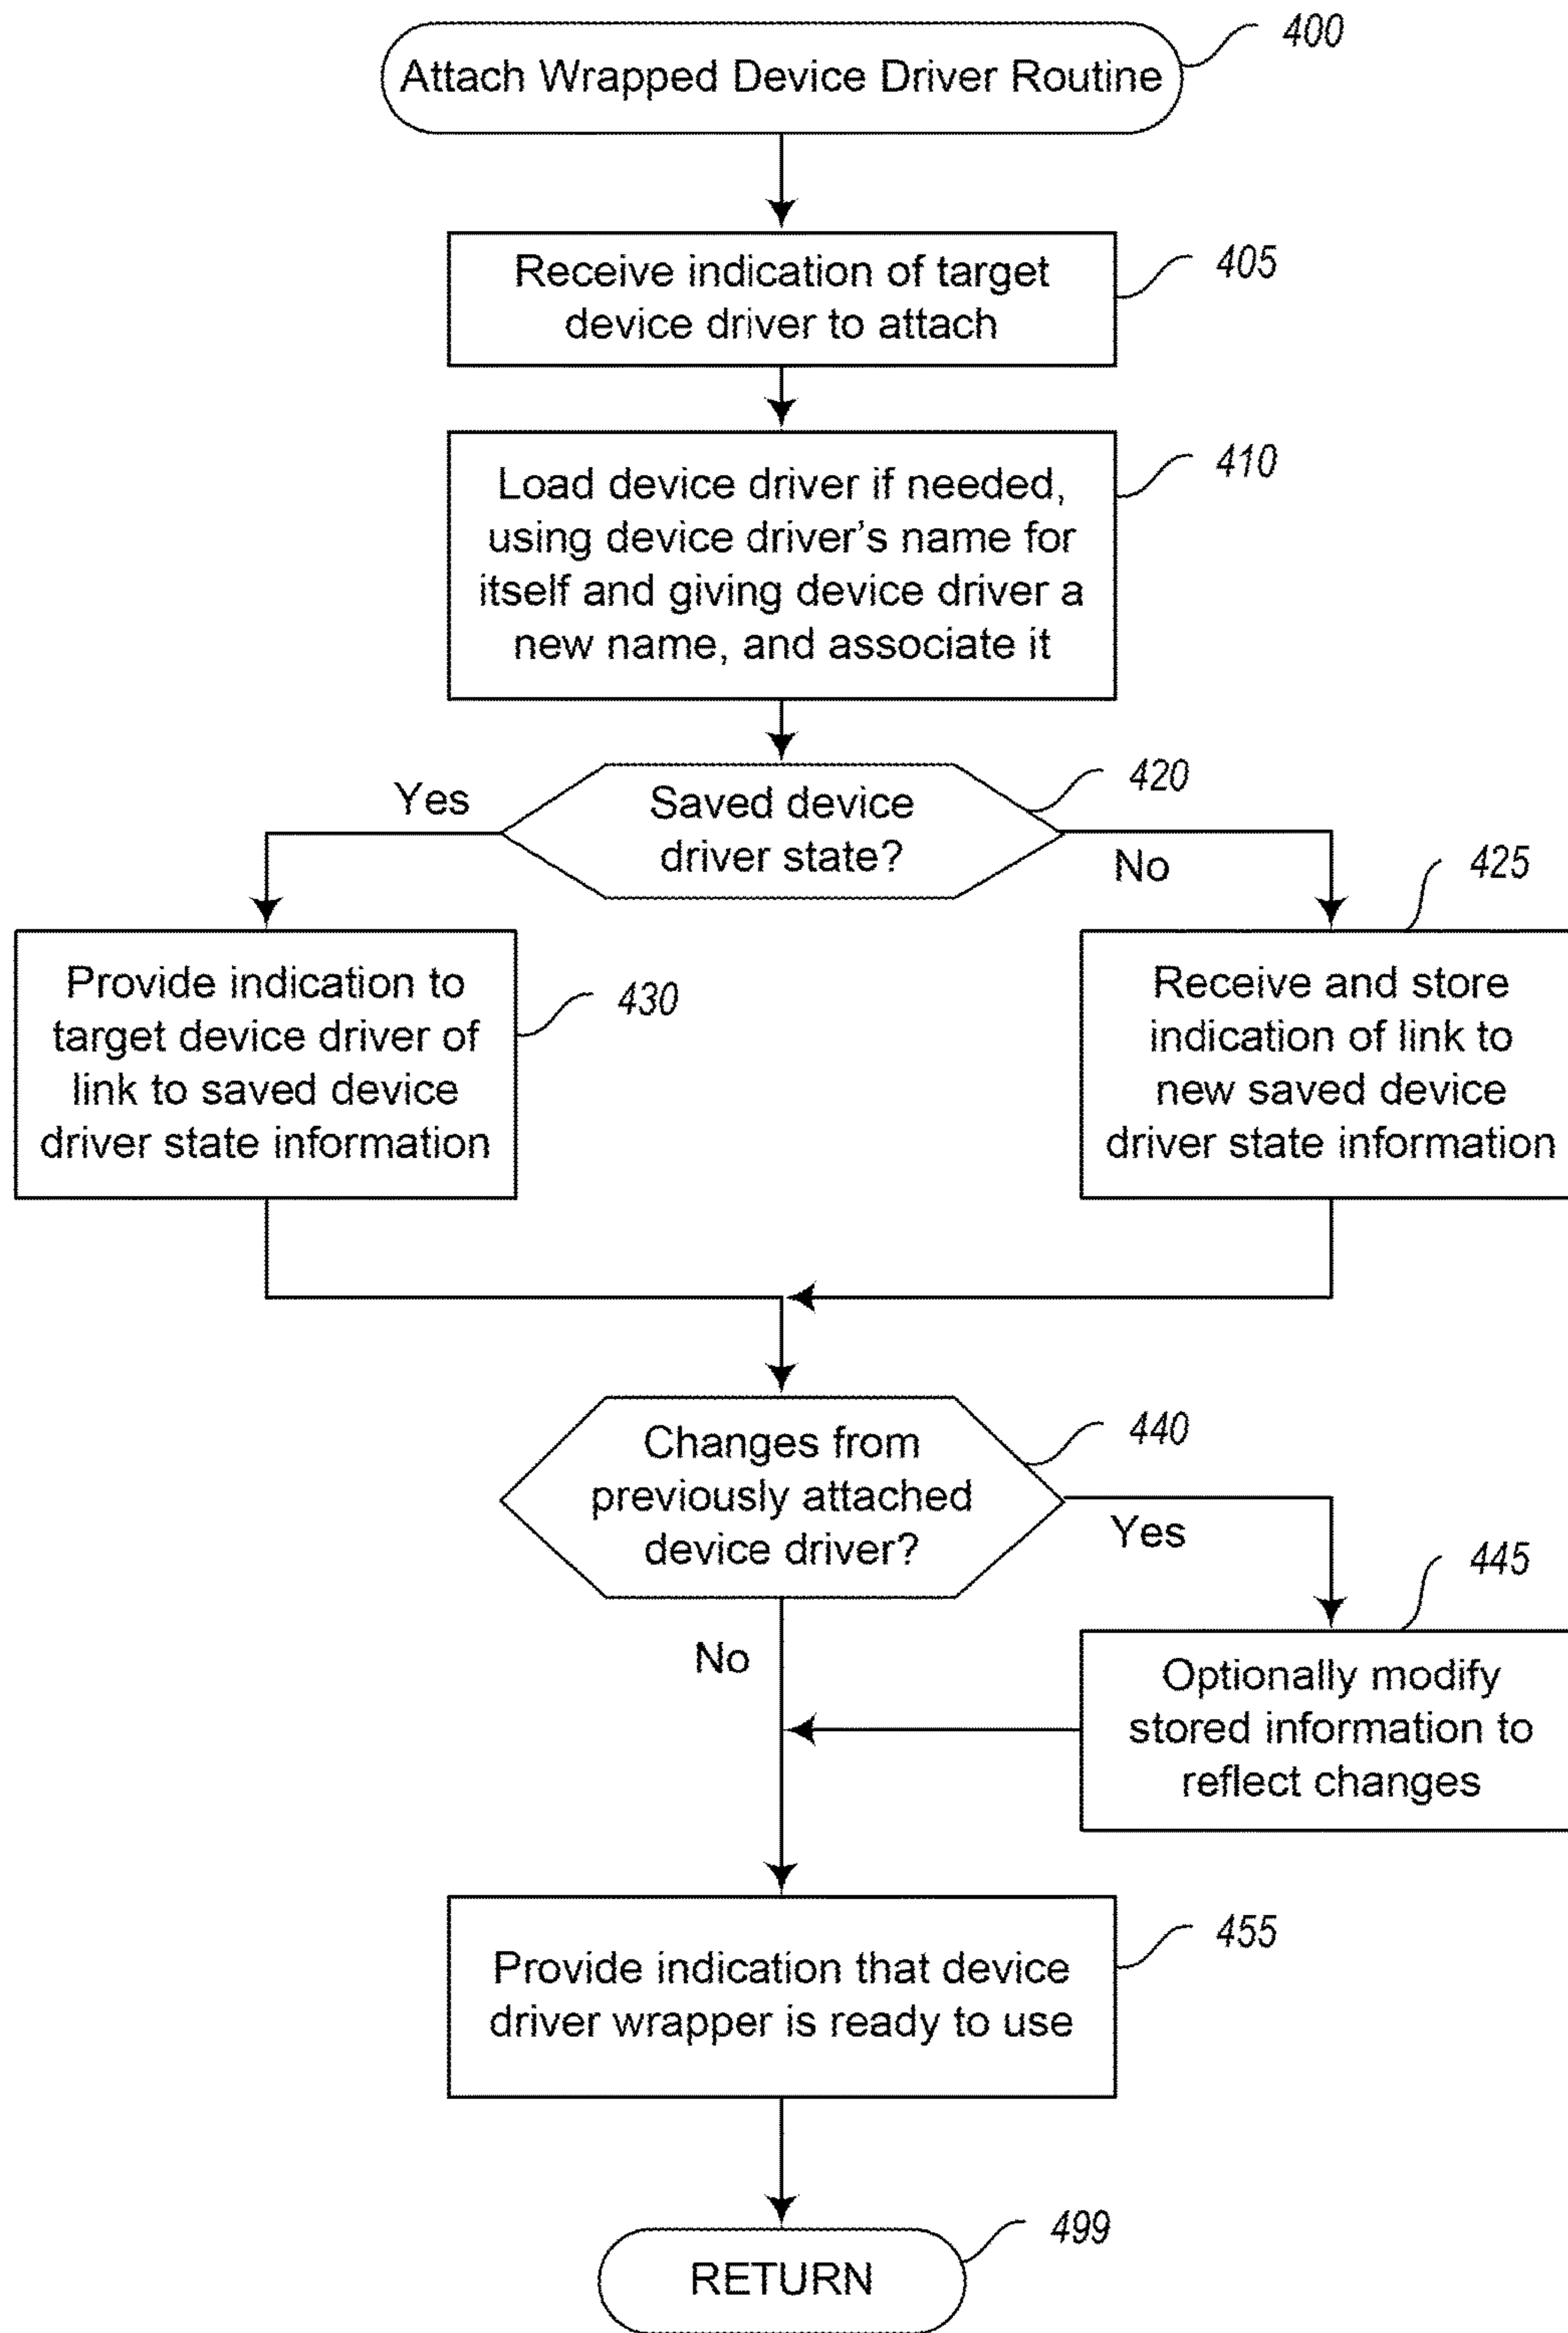 400
Attach Wrapped Device Driver Routine
405
Receive indication of target
device driver to attach
410
Load device driver if needed,
using device driver's name for
itself and giving device driver a
new name, and associate it
420
Saved device
driver state?
Yes
No
425
430
Provide indication to
target device driver of
link to saved device
driver state information
Receive and store
indication of link to
new saved device
driver state information
440
Changes from
previously attached
device driver?
Yes
No
445
Optionally modify
stored information to
reflect changes
455
Provide indication that device
driver wrapper is ready to use
499
RETURN